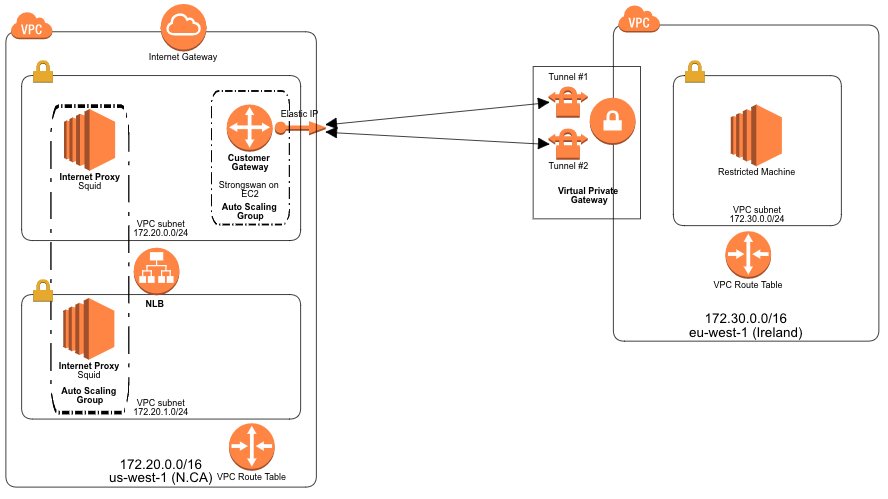 VPC
Internet Gateway
Elastic IP
Customer
Gateway
Strongswan on
EC2
Auto Scaling
Group
Internet Proxy
Squid
VPC subnet
172.20.0.0/24
NLB
Internet Proxy
Squid
Auto Scaling
Group
VPC subnet
172.20.1.0/24
172.20.0.0/16
us-west-1 (N.CA)
VPC Route Table
Tunnel #1
Tunnel #2
Virtual Private
Gateway
VPC
Restricted Machine
VPC subnet
172.30.0.0/24
VPC Route Table
172.30.0.0/16
eu-west-1 (Ireland)